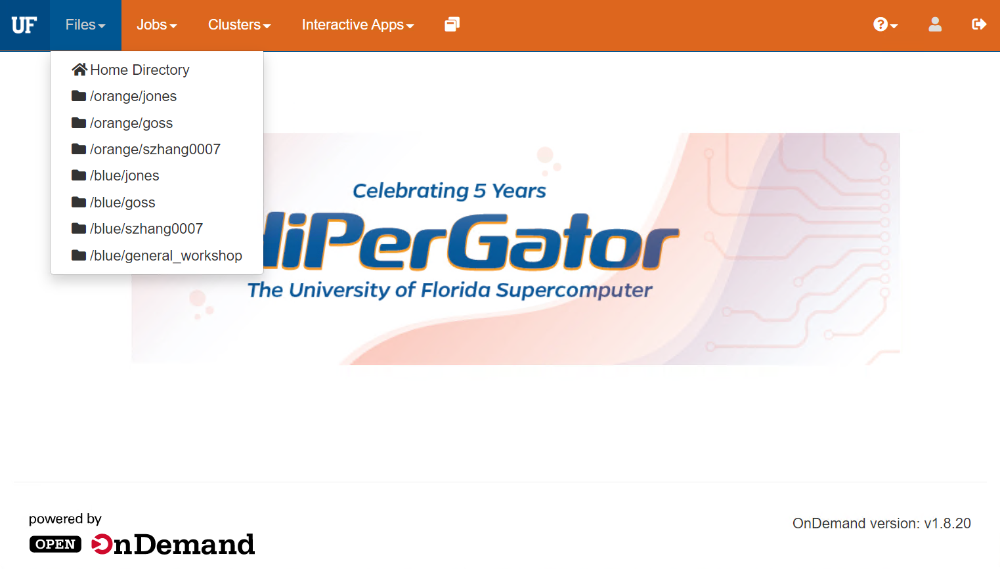 UF Files Jobs Clusters Interactive Apps ?
Home Directory
/orange/jones
/orange/goss
/orange/szhang0007
/blue/jones
/blue/goss
/blue/szhang0007
/blue/general_workshop
Celebrating 5 Years
HiPerGator
The University of Florida Supercomputer
powered by
OPEN OnDemand
OnDemand version: v1.8.20